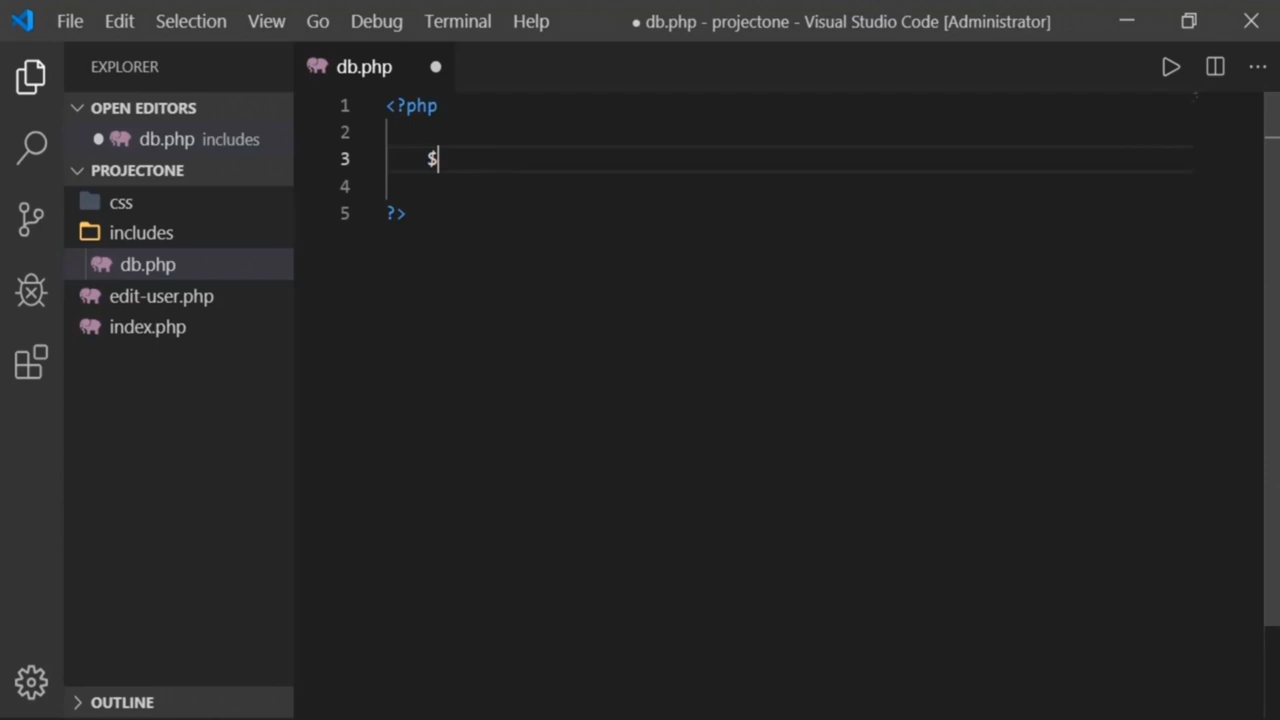 File Edit Selection View Go Debug Terminal Help ● db.php - projectone - Visual Studio Code [Administrator]
EXPLORER
db.php
OPEN EDITORS
db.php includes
PROJECTONE
css
includes
db.php
edit-user.php
index.php
OUTLINE
1 <?php
2
3 $
4
5 ?>